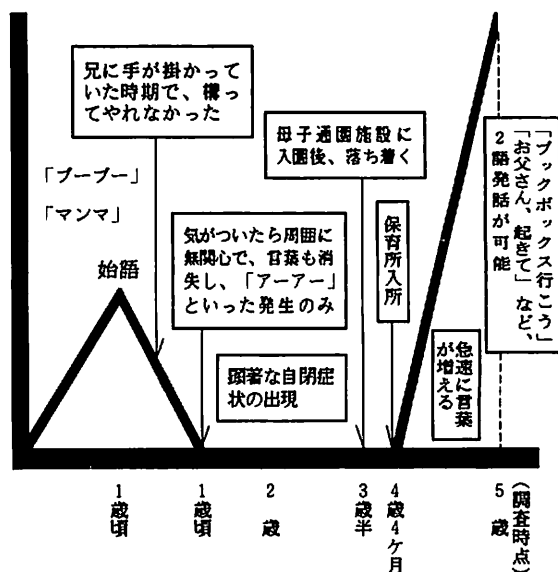 兄に手が掛かって
いた時期で、構っ
てやれなかった
「ブーブー」
「マンマ」
始語
気がついたら周囲に
無関心で、言葉も消
失し、「アーアー」
といった発生のみ
顕著な自閉症
状の出現
母子通園施設に
入園後、落ち着く
保育所入所
急速に言葉
が増える
「ブックボックス行こう」
「お父さん、起きて」など、
2語発話が可能
1歳頃
1歳頃
2歳
3歳半
4歳4ケ月
5歳
(調査時点)